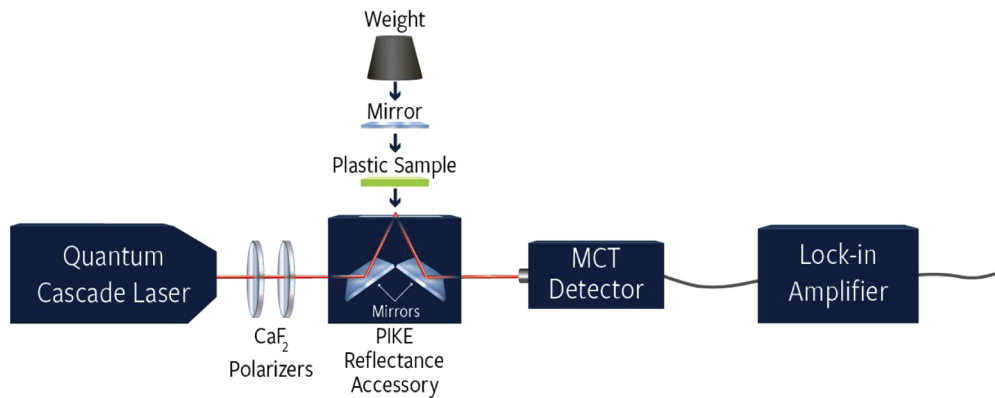 Weight
Mirror
Plastic Sample
Quantum
Cascade Laser
CaF₂
Polarizers
Mirrors
PIKE
Reflectance
Accessory
MCT
Detector
Lock-in
Amplifier